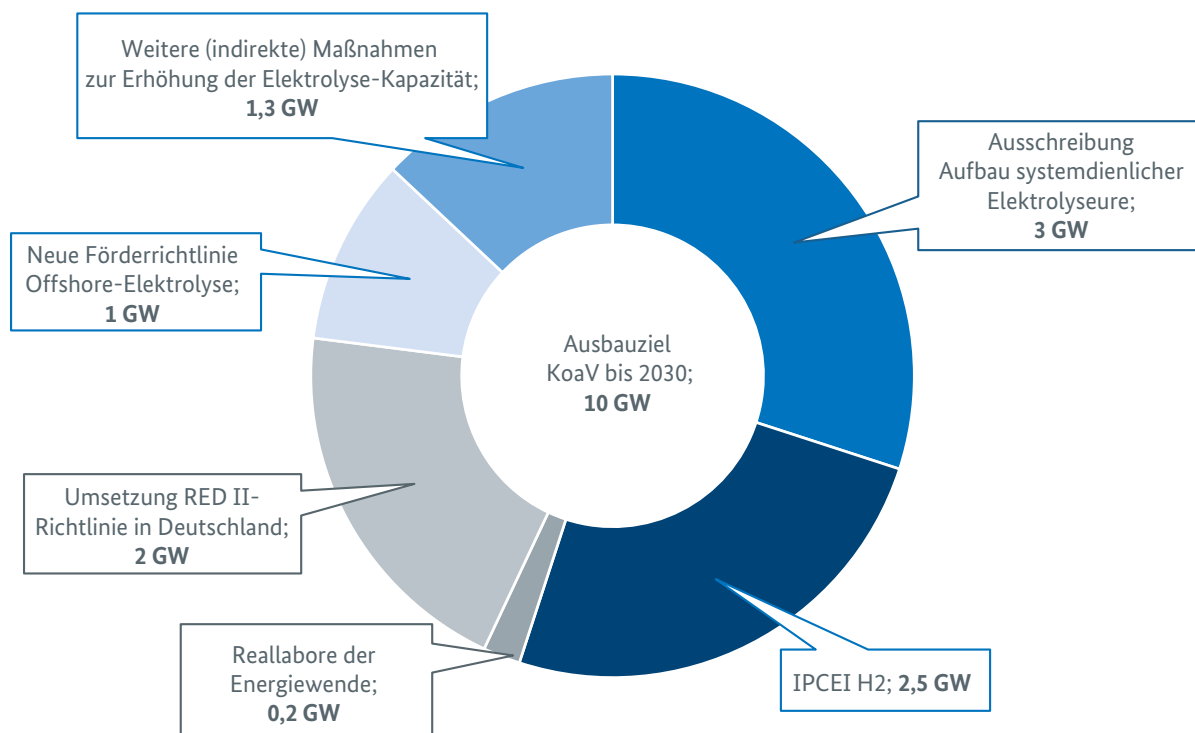 Weitere (indirekte) Maßnahmen
zur Erhöhung der Elektrolyse-Kapazität;
1,3 GW
Ausschreibung
Aufbau systemdienlicher
Elektrolyseure;
3 GW
Neue Förderrichtlinie
Offshore-Elektrolyse;
1 GW
Ausbauziel
KoaV bis 2030;
10 GW
Umsetzung RED II-
Richtlinie in Deutschland;
2 GW
Reallabore der
Energiewende;
0,2 GW
IPCEI H2; 2,5 GW